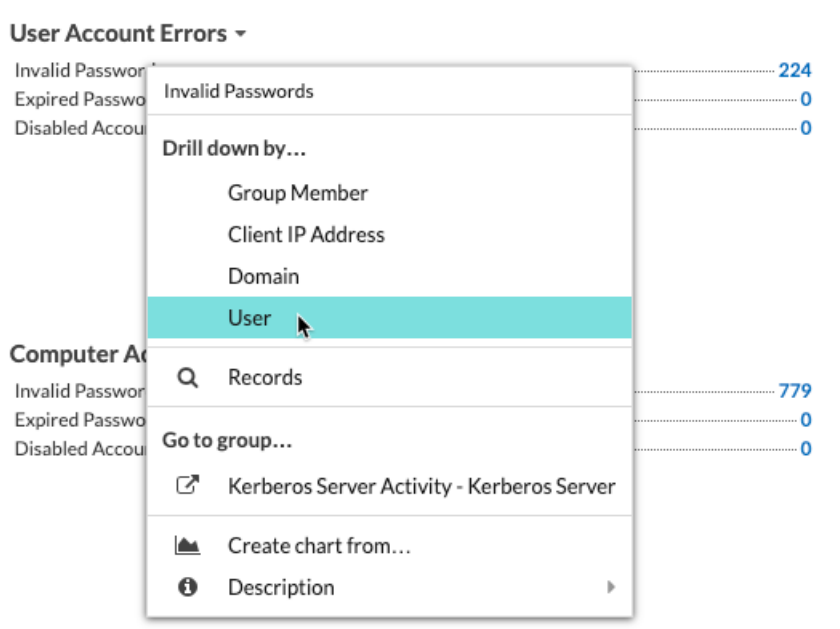 User Account Errors
Invalid Passwor 224
Expired Passwo 0
Disabled Accou 0
Invalid Passwords
Drill down by...
Group Member
Client IP Address
Domain
User
Records
Go to group...
Kerberos Server Activity - Kerberos Server
Create chart from...
Description
Computer Ac
Invalid Passwor 779
Expired Passwo 0
Disabled Accou 0